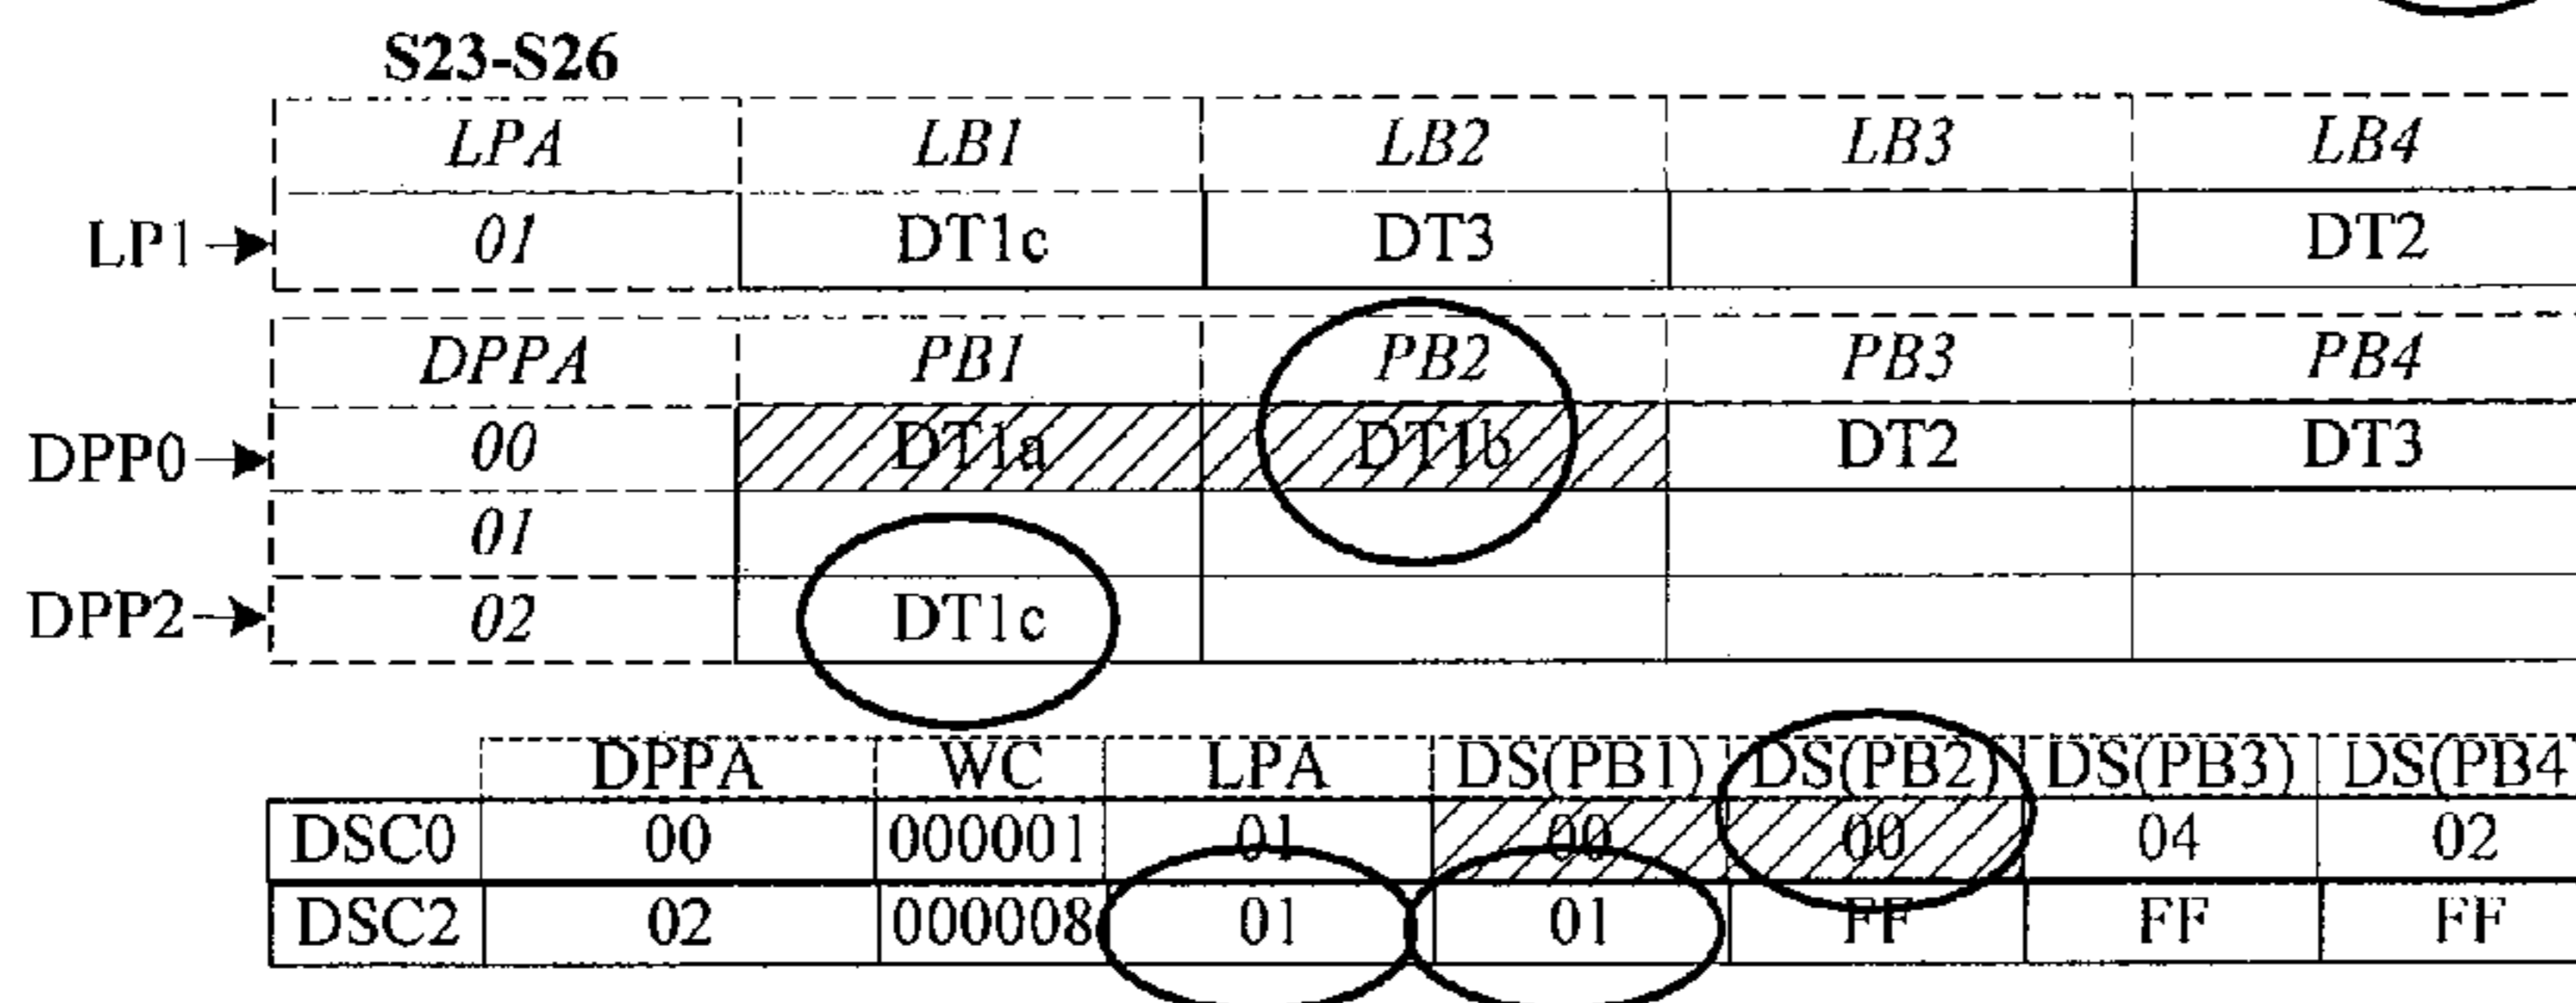 S23-S26
LPA LB1 LB2 LB3 LB4
LP1 01 DT1c DT3 DT2
DPPA PB1 PB2 PB3 PB4
DPP0 00 DT1a DT1b DT2 DT3
01
DPP2 02 DT1c
DPPA WC LPA DS(PB1) DS(PB2) DS(PB3) DS(PB4
DSC0 00 000001 01 00 00 04 02
DSC2 02 000008 01 01 FF FF FF